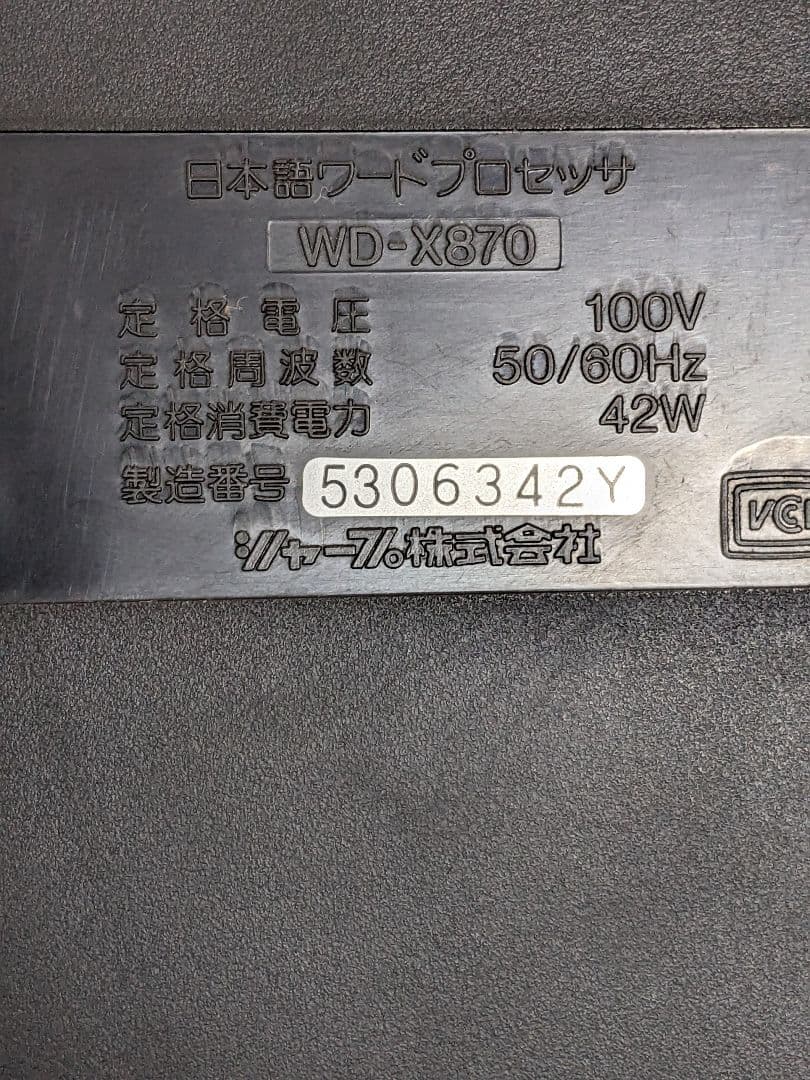 日本語ワードプロセッサ
WD-X870
定格電圧 100V
定格周波数 50/60Hz
定格消費電力 42W
製造番号 5306342Y
シャープ株式会社